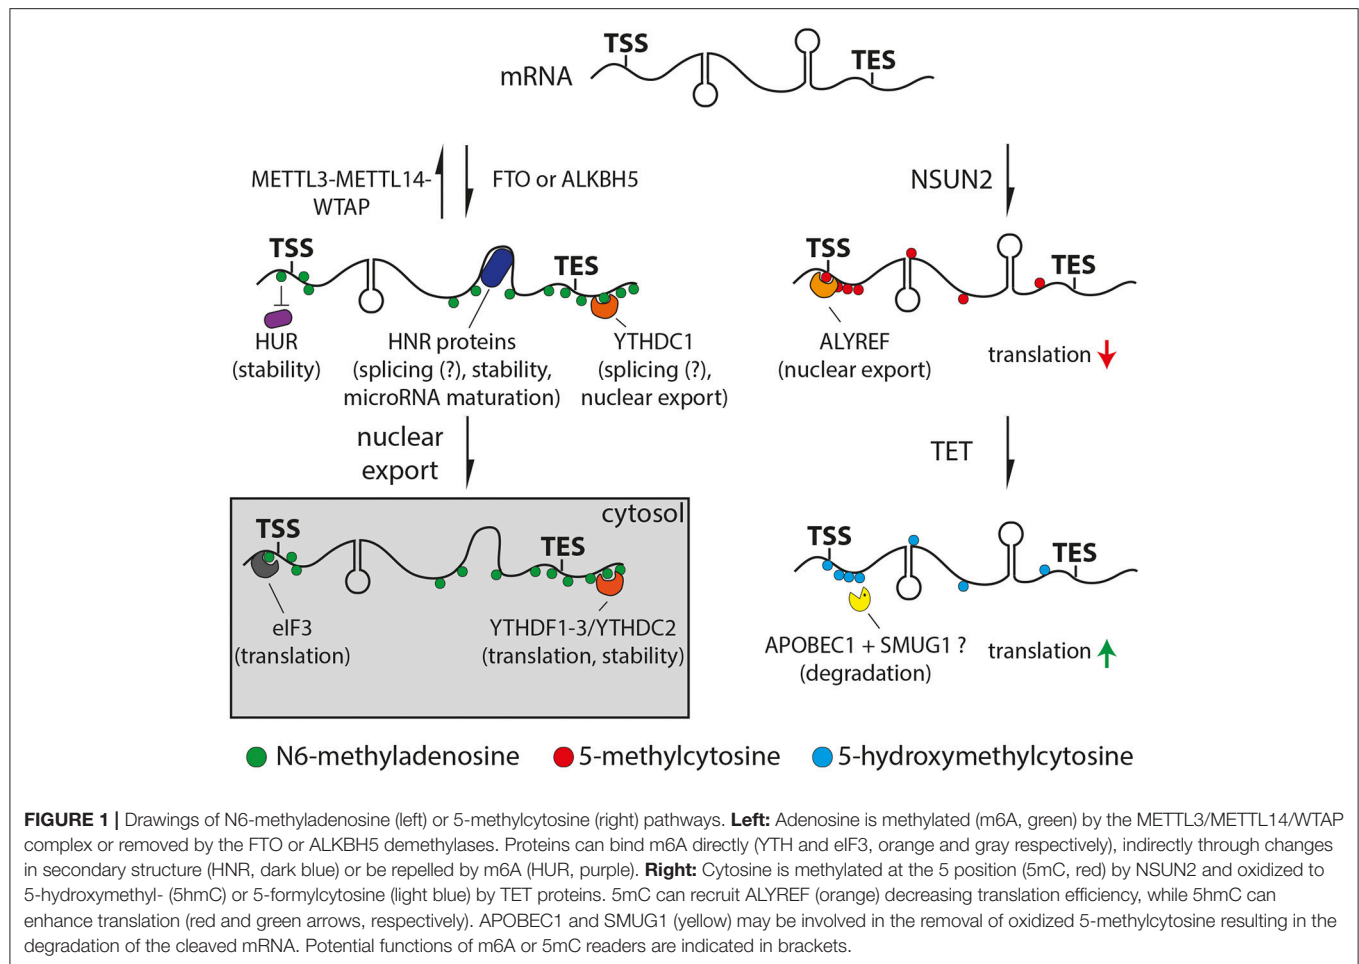 TSS
TES
mRNA
METTL3-METTL14-
WTAP
FTO or ALKBH5
NSUN2
TSS
TES
HUR
(stability)
HNR proteins
(splicing (?), stability,
microRNA maturation)
YTHDC1
(splicing (?),
nuclear export)
TSS
TES
ALYREF
(nuclear export)
translation
nuclear
export
TET
cytosol
TSS
TES
eIF3
(translation)
YTHDF1-3/YTHDC2
(translation, stability)
TSS
TES
APOBEC1 + SMUG1 ?
(degradation)
translation
N6-methyladenosine
5-methylcytosine
5-hydroxymethylcytosine
FIGURE 1 | Drawings of N6-methyladenosine (left) or 5-methylcytosine (right) pathways. Left: Adenosine is methylated (m6A, green) by the METTL3/METTL14/WTAP
complex or removed by the FTO or ALKBH5 demethylases. Proteins can bind m6A directly (YTH and eIF3, orange and gray respectively), indirectly through changes
in secondary structure (HNR, dark blue) or be repelled by m6A (HUR, purple). Right: Cytosine is methylated at the 5 position (5mC, red) by NSUN2 and oxidized to
5-hydroxymethyl- (5hmC) or 5-formylcytosine (light blue) by TET proteins. 5mC can recruit ALYREF (orange) decreasing translation efficiency, while 5hmC can
enhance translation (red and green arrows, respectively). APOBEC1 and SMUG1 (yellow) may be involved in the removal of oxidized 5-methylcytosine resulting in the
degradation of the cleaved mRNA. Potential functions of m6A or 5mC readers are indicated in brackets.